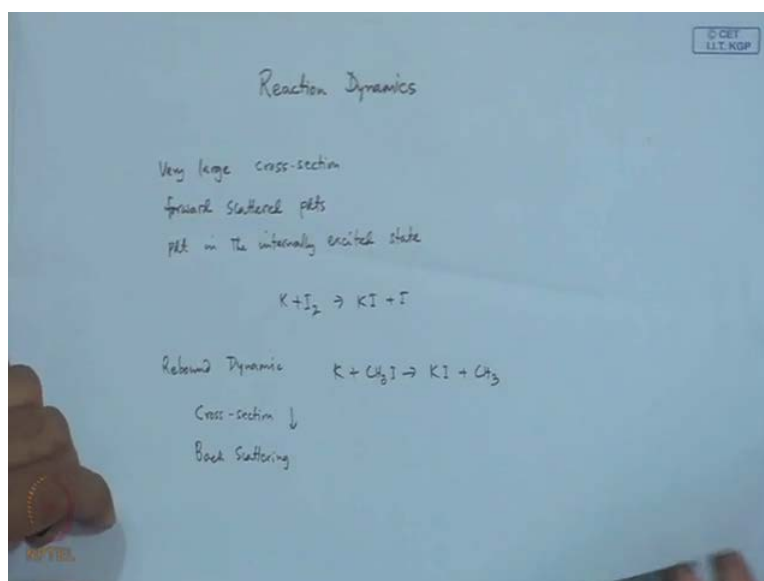 © CET
I.I.T. KGP
Reaction Dynamics
Very large cross-section
forward scattered pdts
pdt in the internally excited state
K + I₂ → KI + I
Rebound Dynamic K + CH₃I → KI + CH₃
Cross-section ↓
Back Scattering
NPTEL